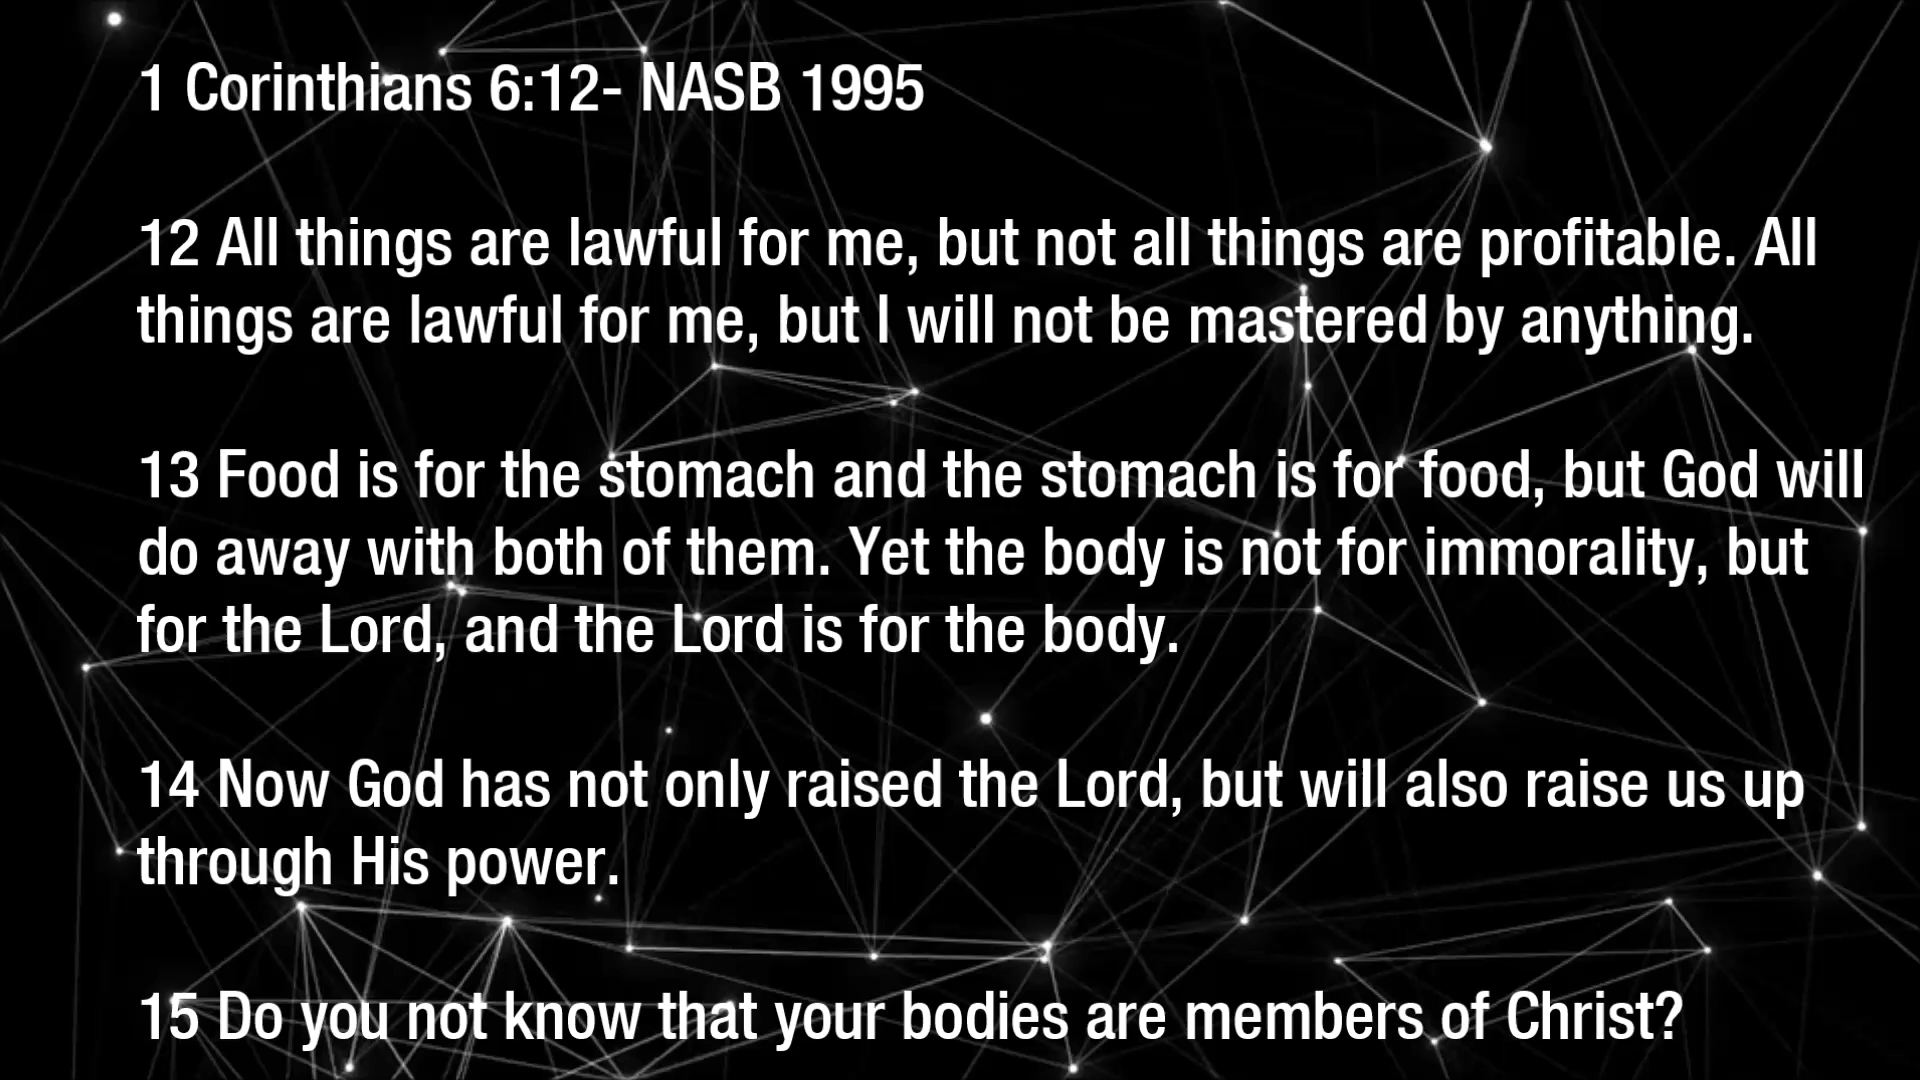 1 Corinthians 6:12- NASB 1995
12 All things are lawful for me, but not all things are profitable. All
things are lawful for me, but I will not be mastered by anything.
13 Food is for the stomach and the stomach is for food, but God will
do away with both of them. Yet the body is not for immorality, but
for the Lord, and the Lord is for the body.
14 Now God has not only raised the Lord, but will also raise us up
through His power.
15 Do you not know that your bodies are members of Christ?